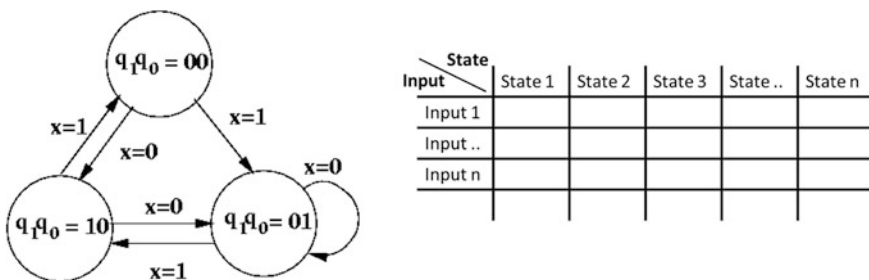 q₁q₀ = 00
x=1
x=0
x=1
x=0
q₁q₀ = 10
x=0
q₁q₀ = 01
x=1
State
Input State 1 State 2 State 3 State .. State n
Input 1
Input ..
Input n